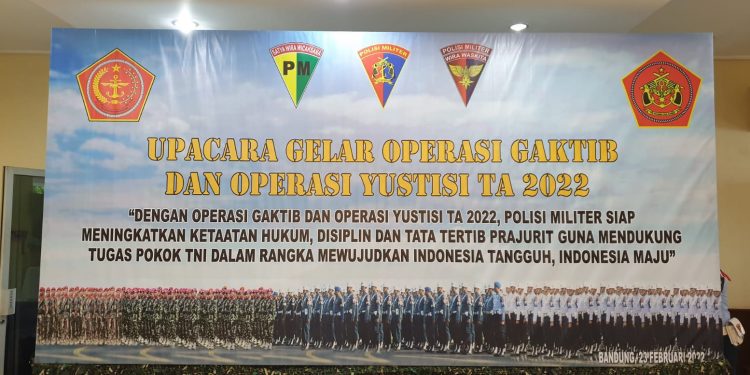 SATYA WIRA WICAKSANA
PM
POLISI MILITER
POLISI MILITER
WIRA WASKITA
UPACARA GELAR OPERASI GAKTIB
DAN OPERASI YUSTISI TA 2022
"DENGAN OPERASI GAKTIB DAN OPERASI YUSTISI TA 2022, POLISI MILITER SIAP
MENINGKATKAN KETAATAN HUKUM, DISIPLIN DAN TATA TERTIB PRAJURIT GUNA MENDUKUNG
TUGAS POKOK TNI DALAM RANGKA MEWUJUDKAN INDONESIA TANGGUH, INDONESIA MAJU"
BANDUNG, 23 FEBRUARI 2022